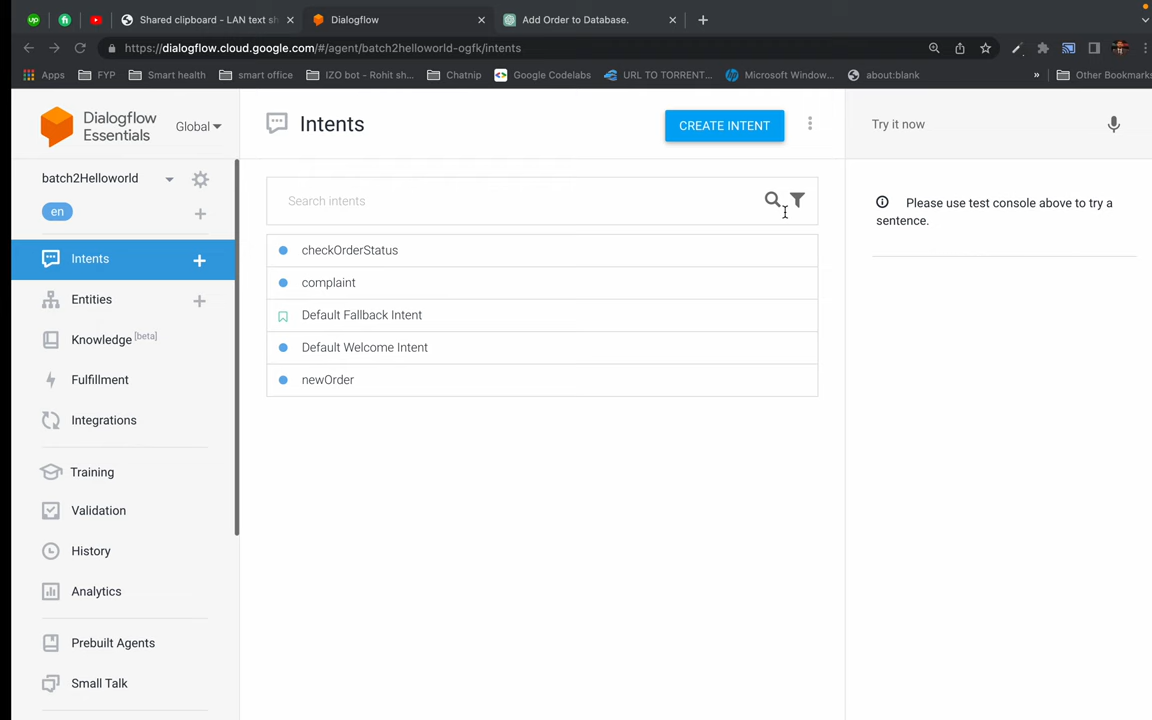 up
fi
Shared clipboard - LAN text sh
Dialogflow
Add Order to Database.
https://dialogflow.cloud.google.com/#/agent/batch2helloworld-ogfk/intents
Apps
FYP
Smart health
smart office
IZO bot - Rohit sh...
Chatnip
Google Codelabs
URL TO TORRENT...
Microsoft Window...
about:blank
»
Other Bookmarks
Dialogflow
Essentials
Global
Intents
CREATE INTENT
Try it now
batch2Helloworld
en
Search intents
Please use test console above to try a
sentence.
Intents
Entities
Knowledge [beta]
Fulfillment
Integrations
Training
Validation
History
Analytics
Prebuilt Agents
Small Talk
checkOrderStatus
complaint
Default Fallback Intent
Default Welcome Intent
newOrder